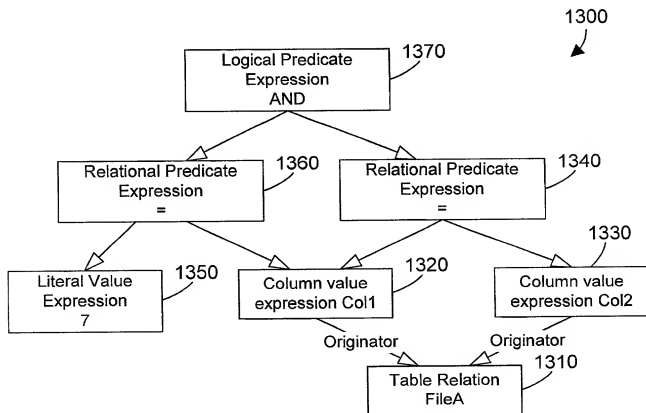 1300
1370
Logical Predicate
Expression
AND
1360
Relational Predicate
Expression
=
1340
Relational Predicate
Expression
=
1350
Literal Value
Expression
7
1320
Column value
expression Col1
1330
Column value
expression Col2
Originator
Originator
1310
Table Relation
FileA